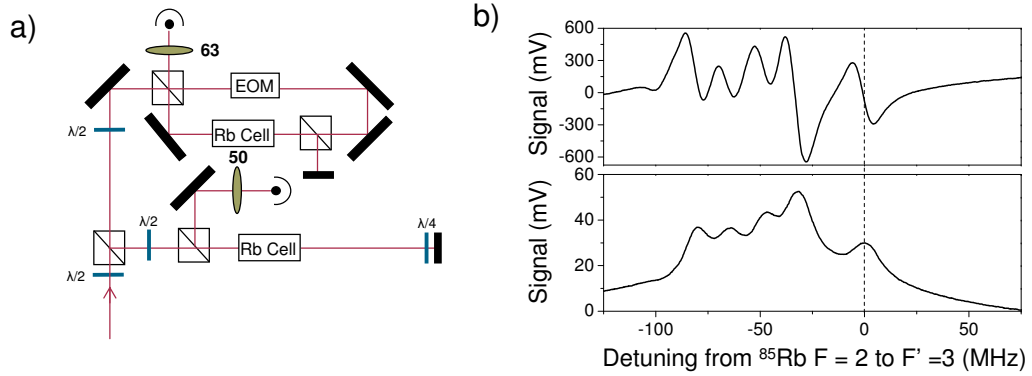 a)
63
EOM
λ/2
Rb Cell
50
λ/2
λ/4
Rb Cell
λ/2
b)
Signal (mV)
600
300
0
-300
-600
Signal (mV)
60
40
20
0
-100
-50
0
50
Detuning from ⁸⁵Rb F = 2 to F' =3 (MHz)